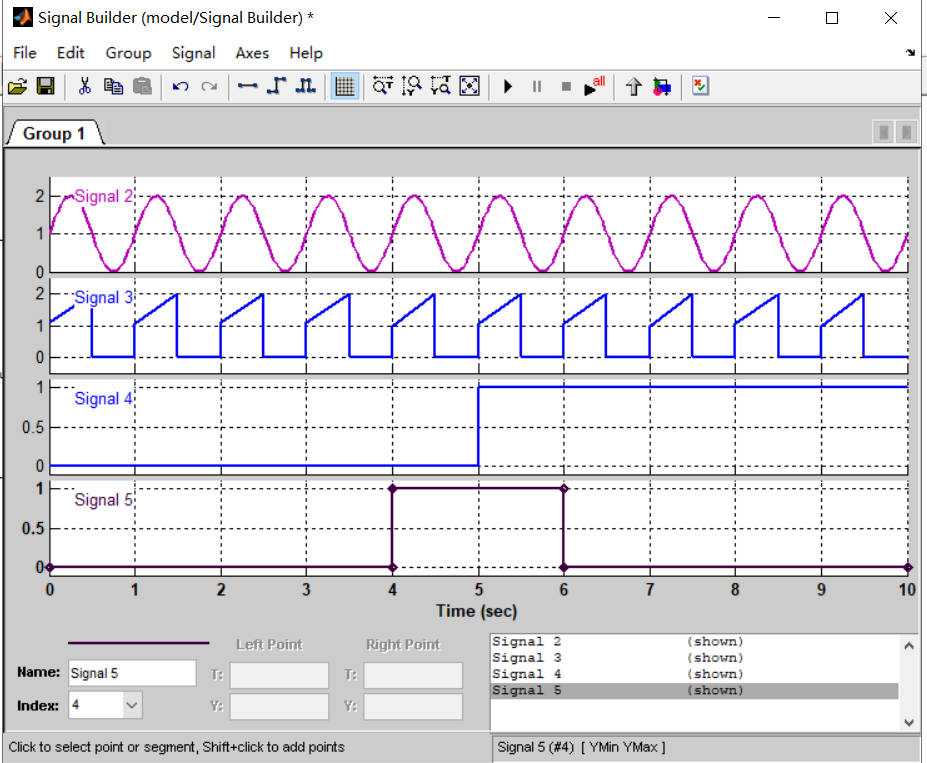 Signal Builder (model/Signal Builder) *
File Edit Group Signal Axes Help
all
Group 1
2
1
0
Signal 2
2
1
0
Signal 3
1
0.5
0
Signal 4
1
0.5
0
Signal 5
0 1 2 3 4 5 6 7 8 9 10
Time (sec)
Left Point Right Point
Name: Signal 5 T: T:
Index: 4 Y: Y:
Signal 2 (shown)
Signal 3 (shown)
Signal 4 (shown)
Signal 5 (shown)
Click to select point or segment, Shift+click to add points
Signal 5 (#4) [ YMin YMax ]